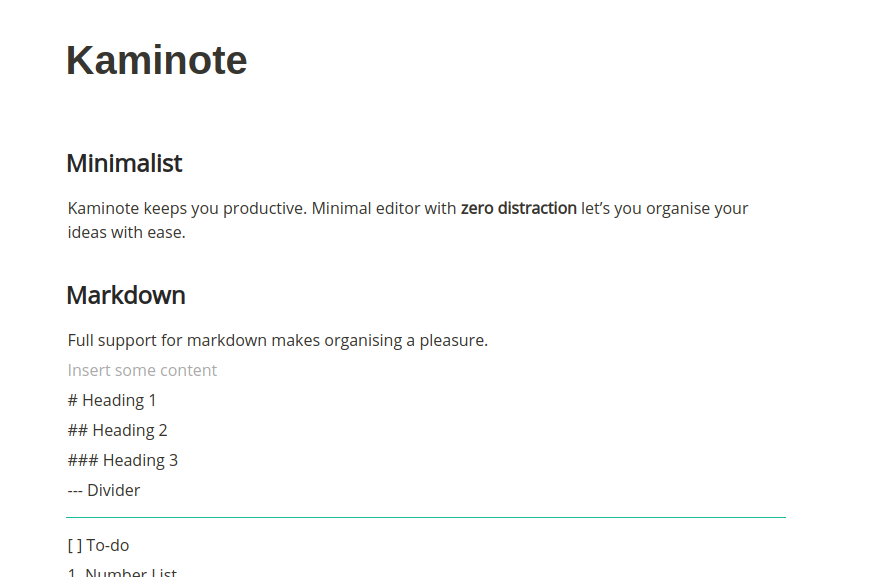 Kaminote
Minimalist
Kaminote keeps you productive. Minimal editor with zero distraction let’s you organise your
ideas with ease.
Markdown
Full support for markdown makes organising a pleasure.
Insert some content
# Heading 1
## Heading 2
### Heading 3
--- Divider
[ ] To-do
1. Number List